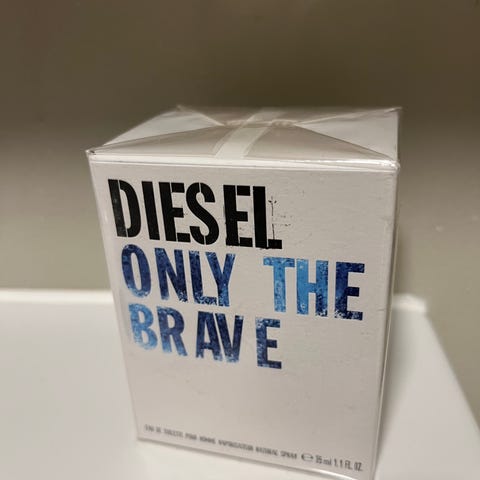 DIESEL
ONLY THE
BRAVE
EAU DE TOILETTE POUR HOMME VAPORISATEUR NATURAL SPRAY ℮ 35 ml 1.1 FL.OZ.